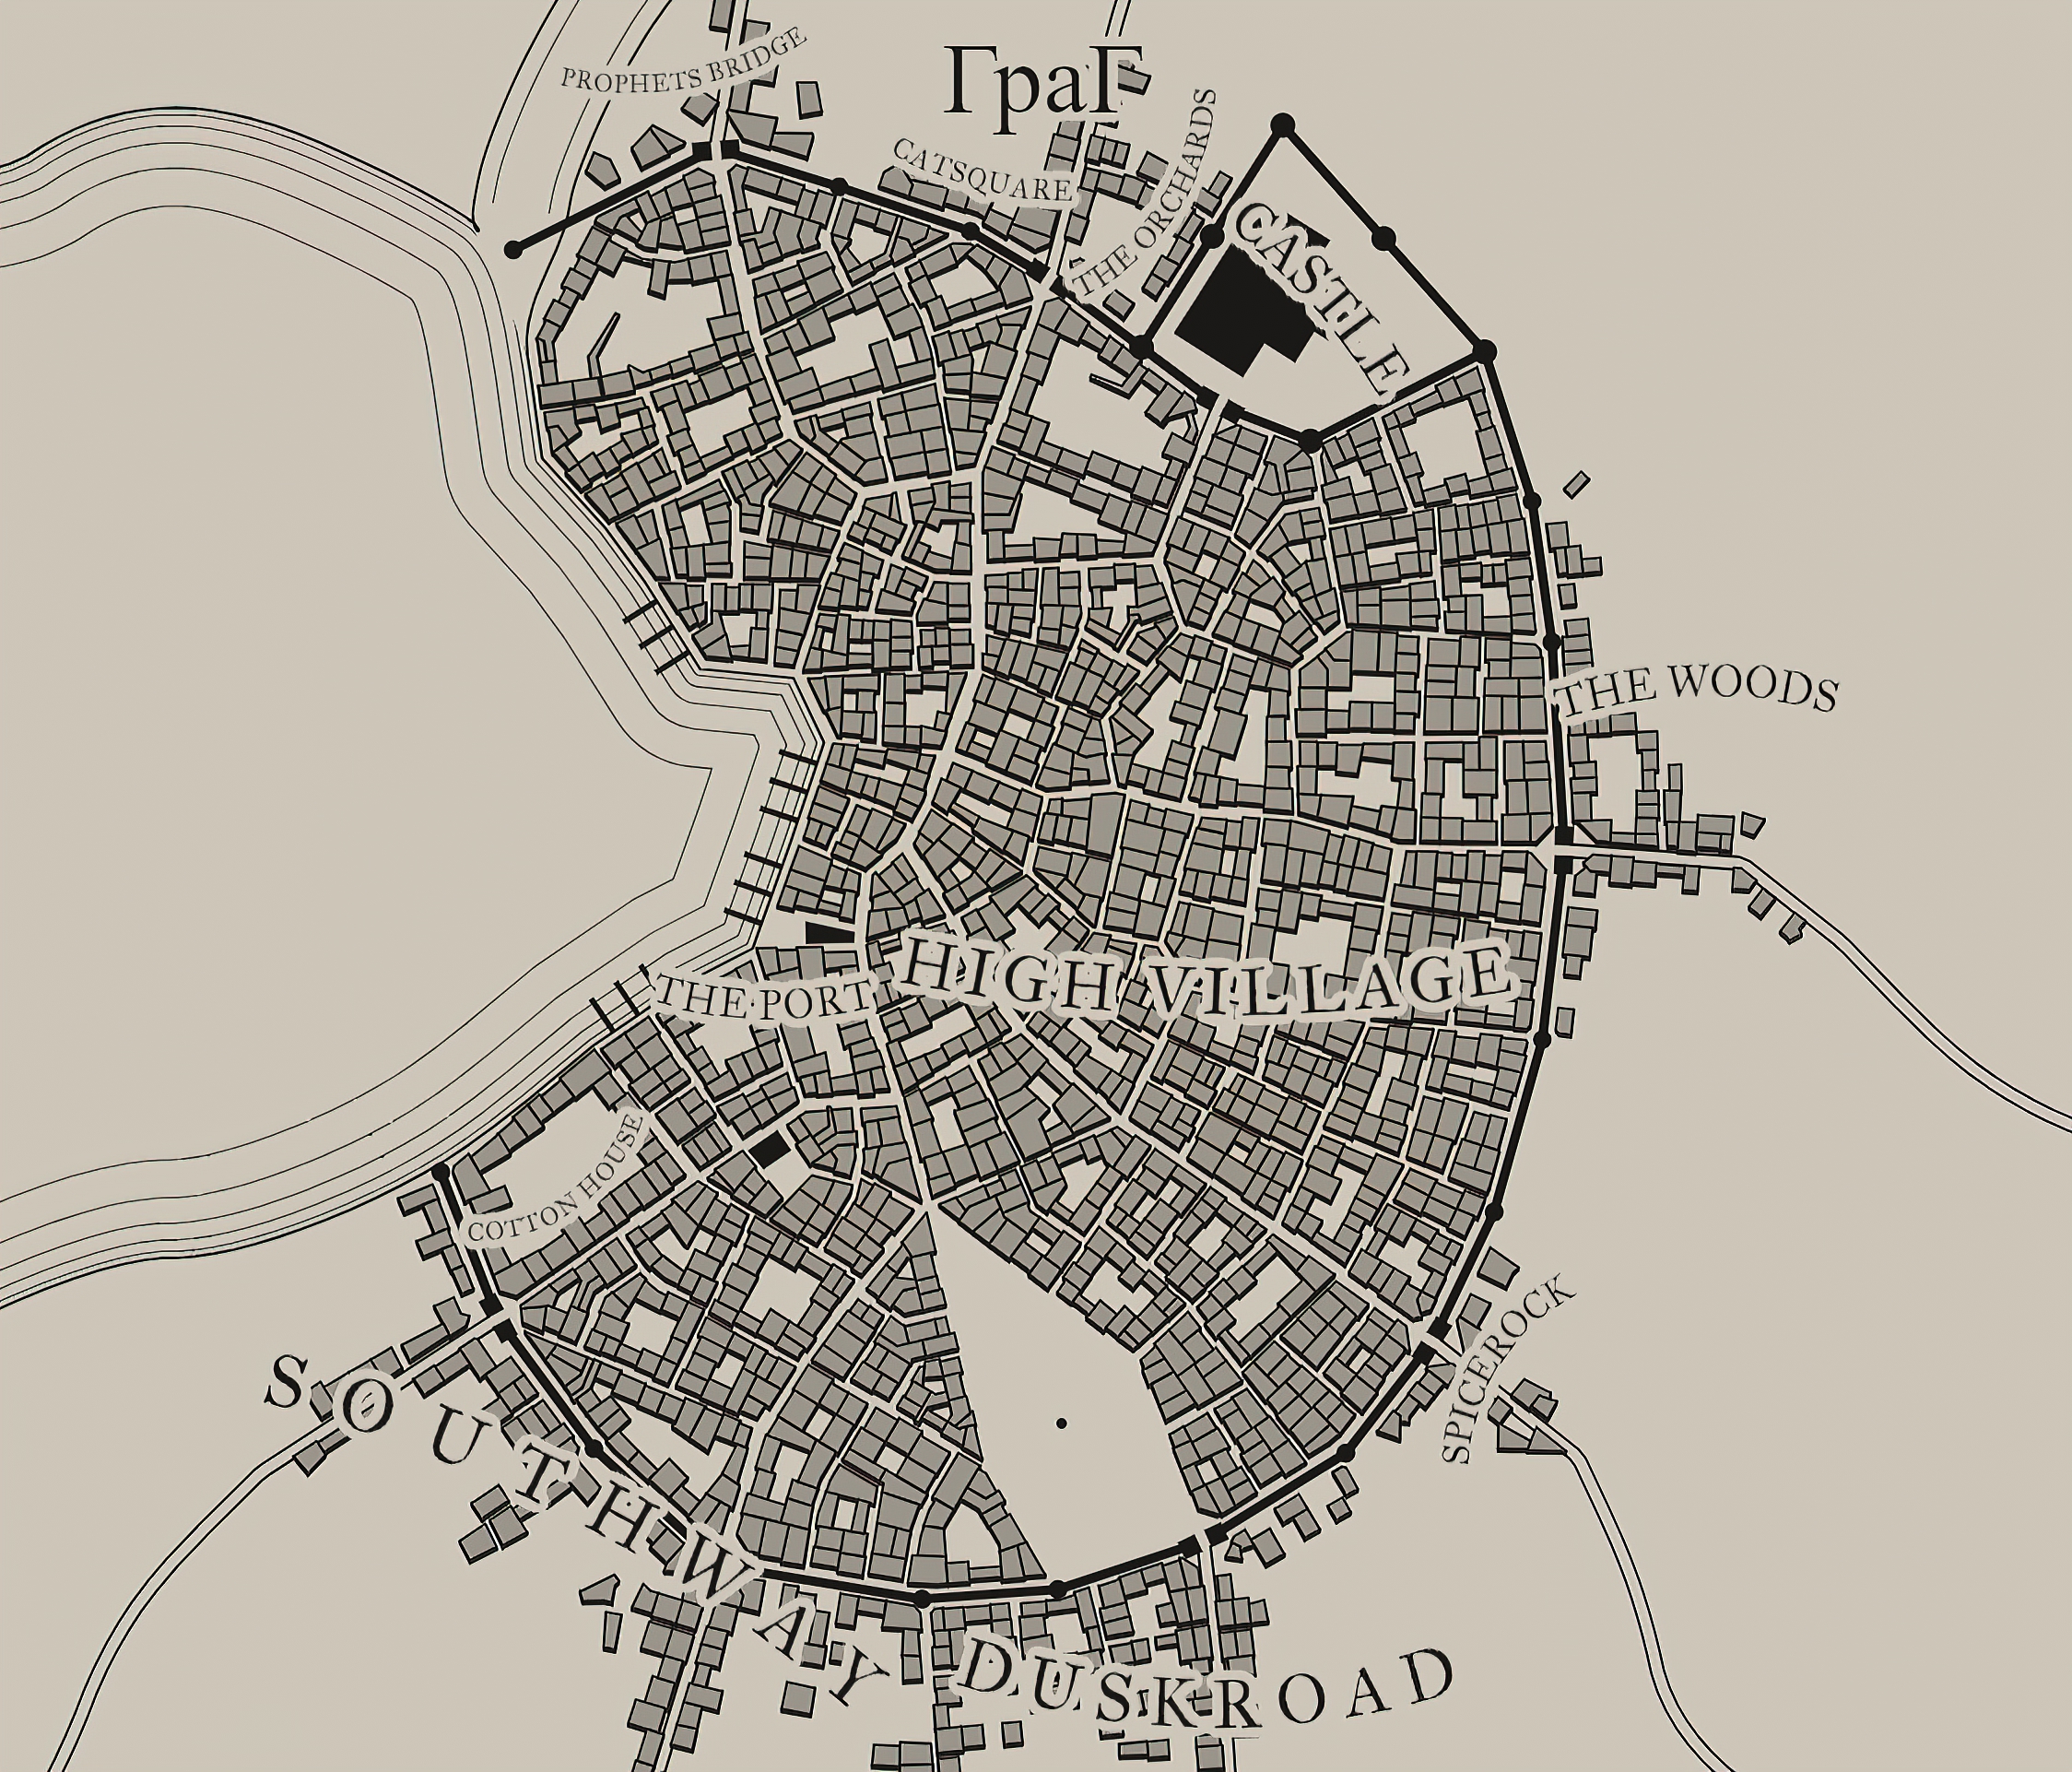 PROPHETS BRIDGE
ГраГ
CATSQUARE
THE ORCHARDS
CASTLE
THE WOODS
HIGH VILLAGE
THE PORT
COTTON HOUSE
SPICEROCK
SOUTHWAY
DUSKROAD